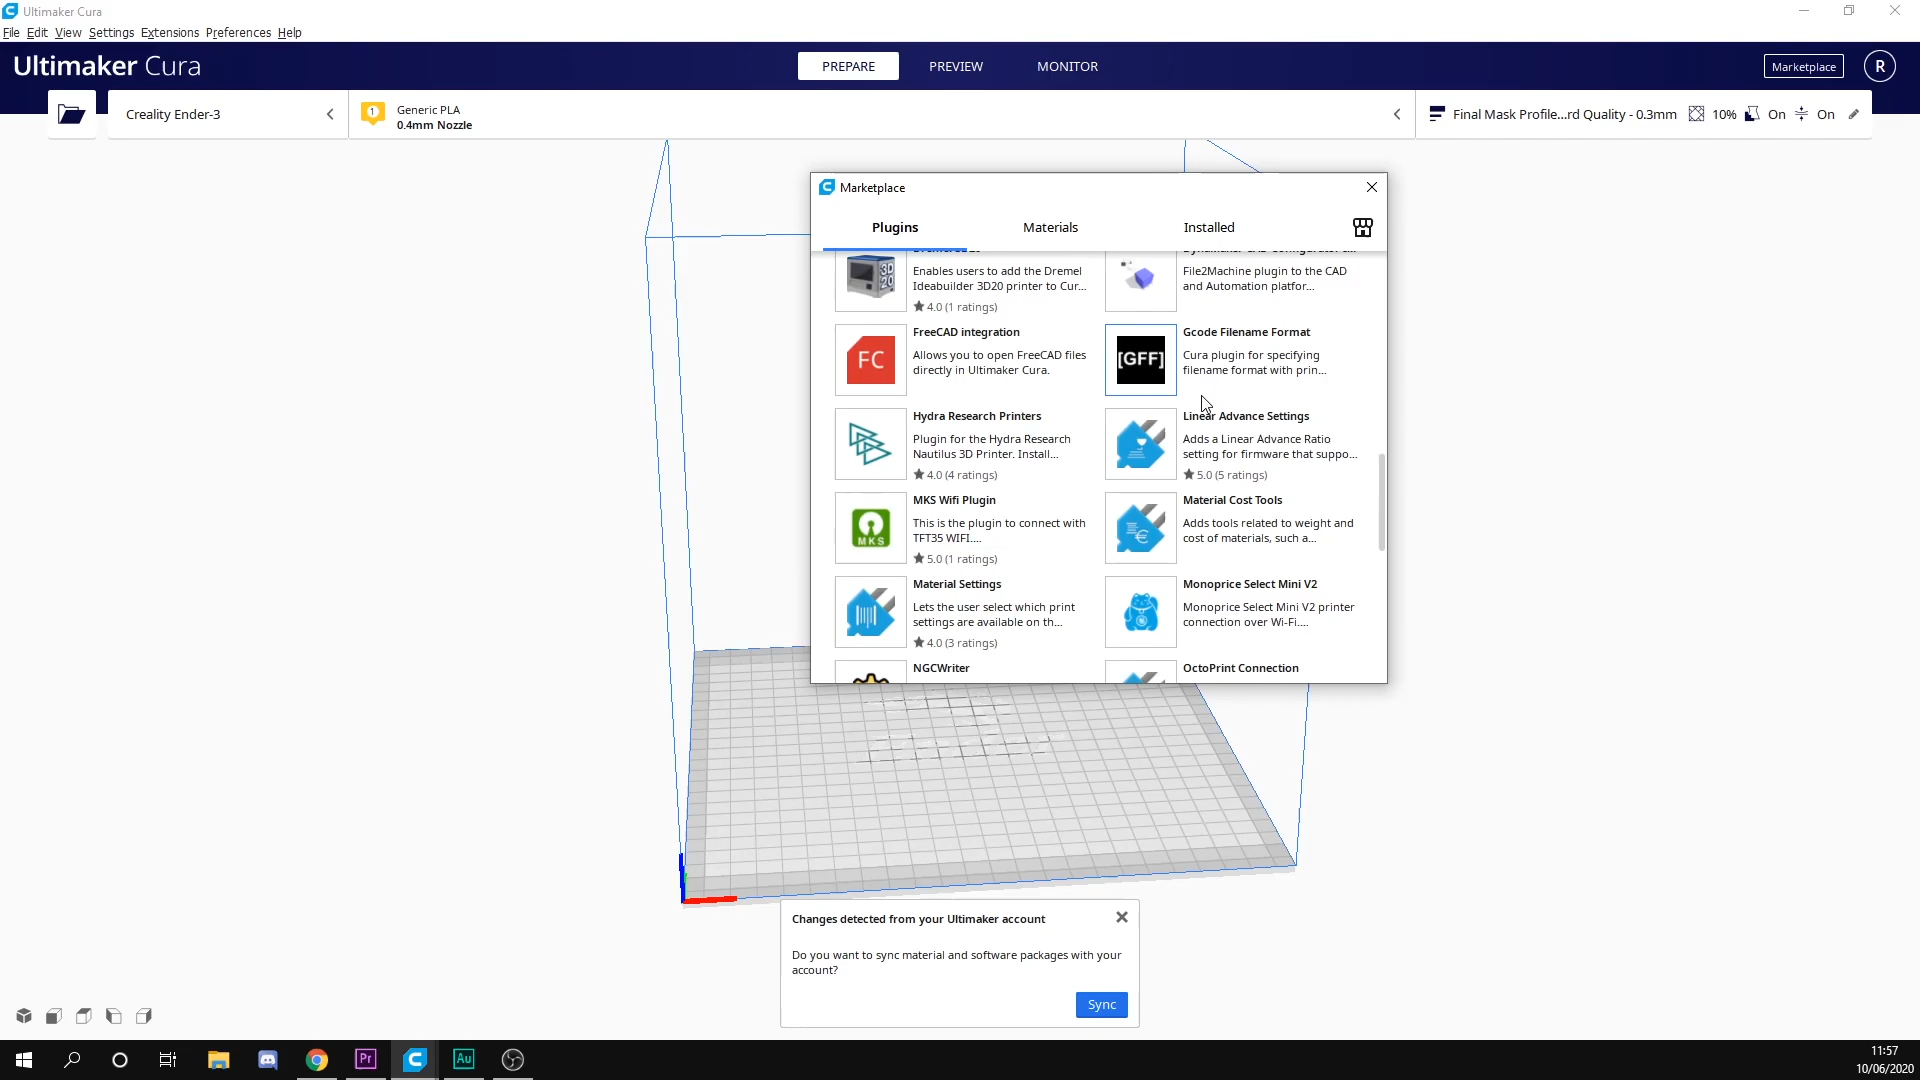 Ultimaker Cura
File Edit View Settings Extensions Preferences Help
Ultimaker Cura
PREPARE
PREVIEW
MONITOR
Marketplace
R
Creality Ender-3
1
Generic PLA
0.4mm Nozzle
Final Mask Profile...rd Quality - 0.3mm
10%
On
On
Marketplace
Plugins
Materials
Installed
3D
20
Enables users to add the Dremel
Ideabuilder 3D20 printer to Cur...
4.0 (1 ratings)
File2Machine plugin to the CAD
and Automation platfor...
FC
FreeCAD integration
Allows you to open FreeCAD files
directly in Ultimaker Cura.
[GFF]
Gcode Filename Format
Cura plugin for specifying
filename format with prin...
Hydra Research Printers
Plugin for the Hydra Research
Nautilus 3D Printer. Install...
4.0 (4 ratings)
Linear Advance Settings
Adds a Linear Advance Ratio
setting for firmware that suppo...
5.0 (5 ratings)
MKS
MKS Wifi Plugin
This is the plugin to connect with
TFT35 WIFI....
5.0 (1 ratings)
Material Cost Tools
Adds tools related to weight and
cost of materials, such a...
Material Settings
Lets the user select which print
settings are available on th...
4.0 (3 ratings)
Monoprice Select Mini V2
Monoprice Select Mini V2 printer
connection over Wi-Fi....
NGCWriter
OctoPrint Connection
Changes detected from your Ultimaker account
Do you want to sync material and software packages with your
account?
Sync
Pr
Au
11:57
10/06/2020